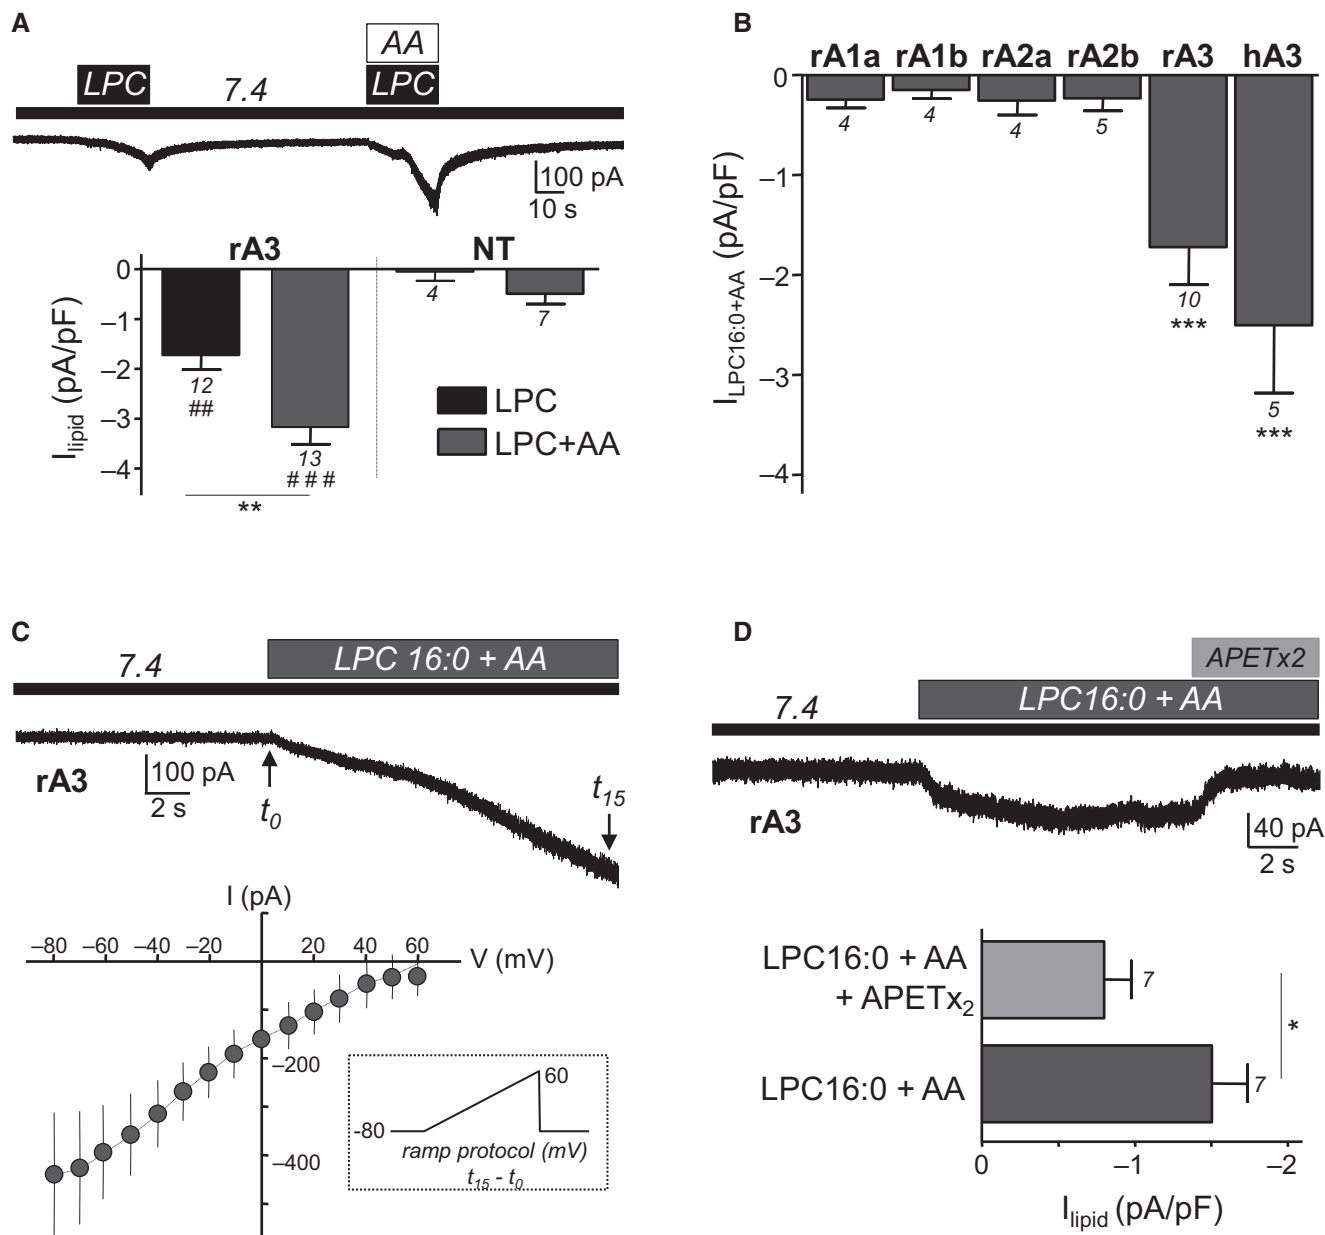 A
AA
LPC
7.4
LPC
100 pA
10 s
rA3
NT
0
–1
–2
–3
–4
I lipid (pA/pF)
12
##
13
###
4
7
**
LPC
LPC+AA
B
rA1a rA1b rA2a rA2b rA3 hA3
0
–1
–2
–3
–4
I LPC16:0+AA (pA/pF)
4
4
4
5
10
***
5
***
C
7.4
LPC 16:0 + AA
rA3
100 pA
2 s
t0
t15
I (pA)
–80 –60 –40 –20 20 40 60
V (mV)
–200
–400
60
-80
ramp protocol (mV)
t15 - t0
D
APETx2
LPC16:0 + AA
7.4
rA3
40 pA
2 s
LPC16:0 + AA
+ APETx2
7
*
LPC16:0 + AA
7
0 –1 –2
I lipid (pA/pF)